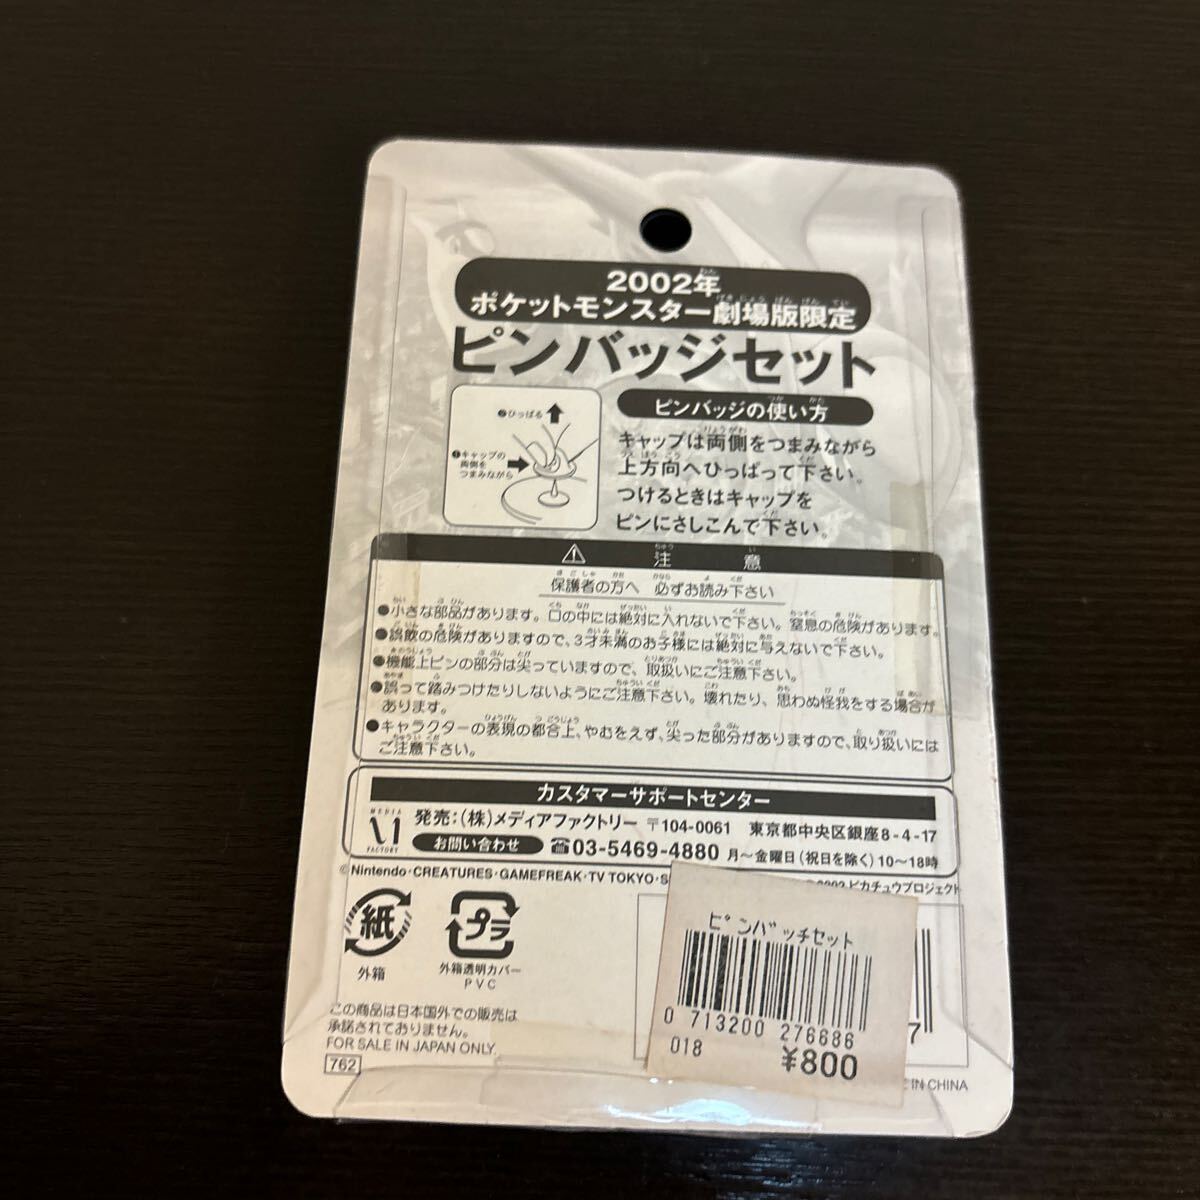 2002年
ポケットモンスター劇場版限定
ピンバッジセット
ピンバッジの使い方
❷ひっぱる
❶キャップの
両側を
つまみながら
キャップは両側をつまみながら
上方向へひっぱって下さい。
つけるときはキャップを
ピンにさしこんで下さい。
⚠ 注意
保護者の方へ 必ずお読み下さい
●小さな部品があります。口の中には絶対に入れないで下さい。窒息の危険があります。
●誤飲の危険がありますので、3才未満のお子様には絶対に与えないで下さい。
●機能上ピンの部分は尖っていますので、取扱いにご注意下さい。
●誤って踏みつけたりしないようにご注意下さい。壊れたり、思わぬ怪我をする場合が
あります。
●キャラクターの表現の都合上、やむをえず、尖った部分がありますので、取り扱いには
ご注意下さい。
カスタマーサポートセンター
MEDIA FACTORY
発売:(株)メディアファクトリー 〒104-0061 東京都中央区銀座8-4-17
お問い合わせ ☎03-5469-4880 月〜金曜日(祝日を除く)10〜18時
©Nintendo・CREATURES・GAMEFREAK・TV TOKYO・S ピカチュウプロジェクト
紙
外箱
プラ
外箱透明カバー
PVC
ピンバッチセット
0 713200 276686
018
¥800
7
この商品は日本国外での販売は
承諾されておりません。
FOR SALE IN JAPAN ONLY.
762
IN CHINA